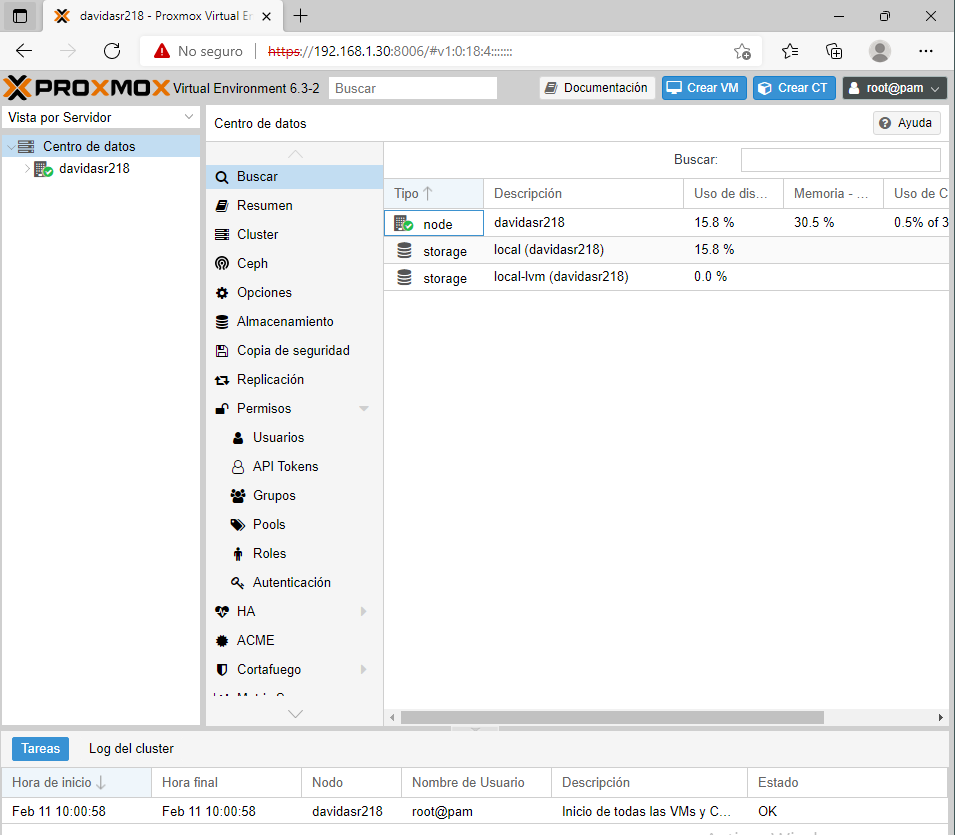 davidasr218 - Proxmox Virtual Er
No seguro https://192.168.1.30:8006/#v1:0:18:4:::::::
PROXMOX Virtual Environment 6.3-2 Buscar Documentación Crear VM Crear CT root@pam
Vista por Servidor
Centro de datos
davidasr218
Centro de datos Ayuda
Buscar
Resumen
Cluster
Ceph
Opciones
Almacenamiento
Copia de seguridad
Replicación
Permisos
Usuarios
API Tokens
Grupos
Pools
Roles
Autenticación
HA
ACME
Cortafuego
Buscar:
Tipo Descripción Uso de dis... Memoria - ... Uso de C
node davidasr218 15.8 % 30.5 % 0.5% of 3
storage local (davidasr218) 15.8 %
storage local-lvm (davidasr218) 0.0 %
Tareas Log del cluster
Hora de inicio Hora final Nodo Nombre de Usuario Descripción Estado
Feb 11 10:00:58 Feb 11 10:00:58 davidasr218 root@pam Inicio de todas las VMs y C... OK